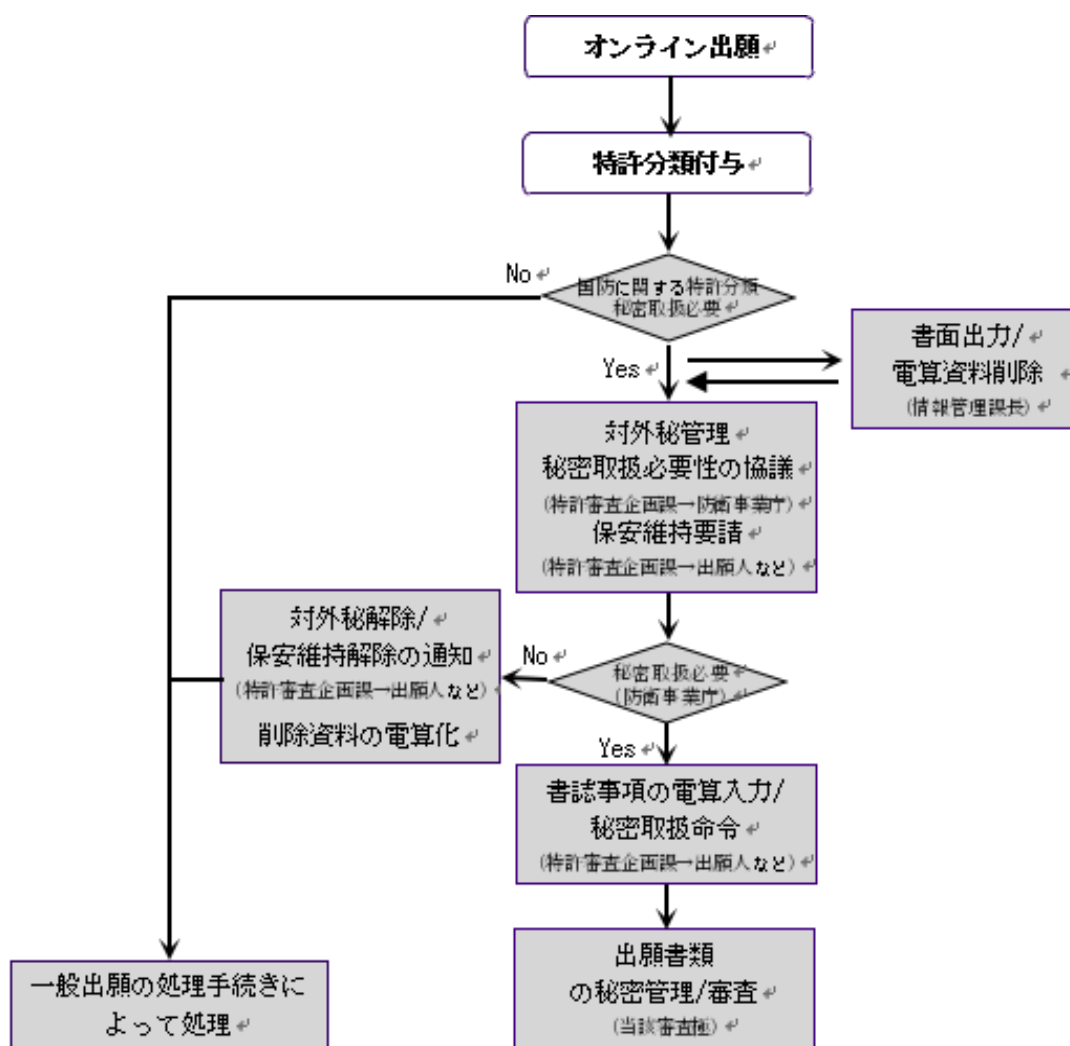 オンライン出願
特許分類付与
No
国防に関する特許分類
秘密取扱必要
Yes
書面出力/
電算資料削除
(情報管理課長)
対外秘管理
秘密取扱必要性の協議
(特許審査企画課→防衛事業庁)
保安維持要請
(特許審査企画課→出願人など)
対外秘解除/
保安維持解除の通知
(特許審査企画課→出願人など)
削除資料の電算化
No
秘密取扱必要
(防衛事業庁)
Yes
書誌事項の電算入力/
秘密取扱命令
(特許審査企画課→出願人など)
一般出願の処理手続きに
よって処理
出願書類
の秘密管理/審査
(当該審査極)